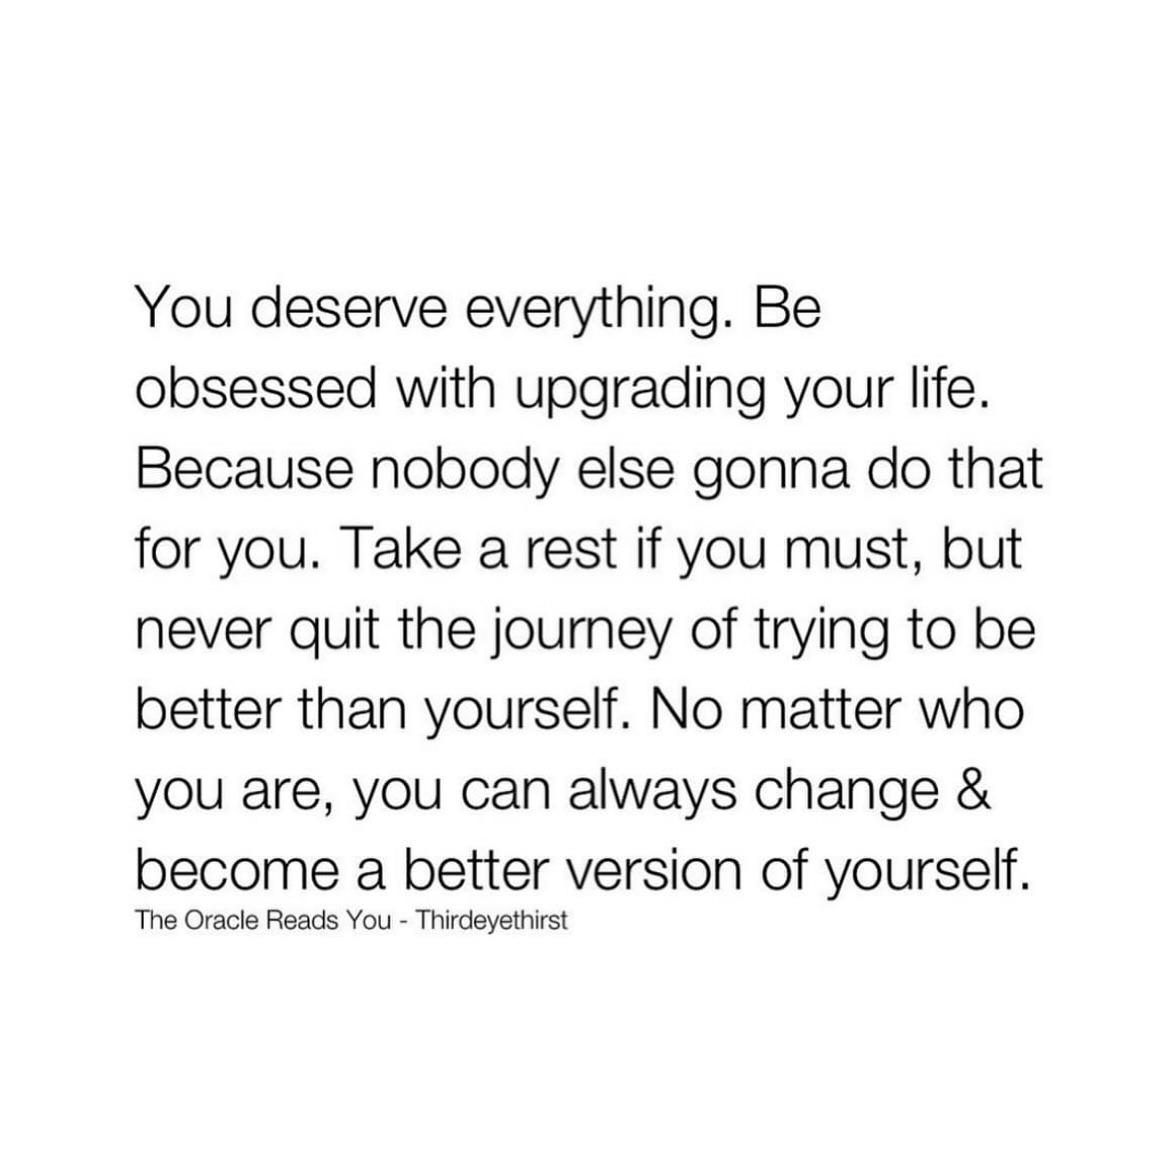 You deserve everything. Be
obsessed with upgrading your life.
Because nobody else gonna do that
for you. Take a rest if you must, but
never quit the journey of trying to be
better than yourself. No matter who
you are, you can always change &
become a better version of yourself.
The Oracle Reads You - Thirdeyethirst